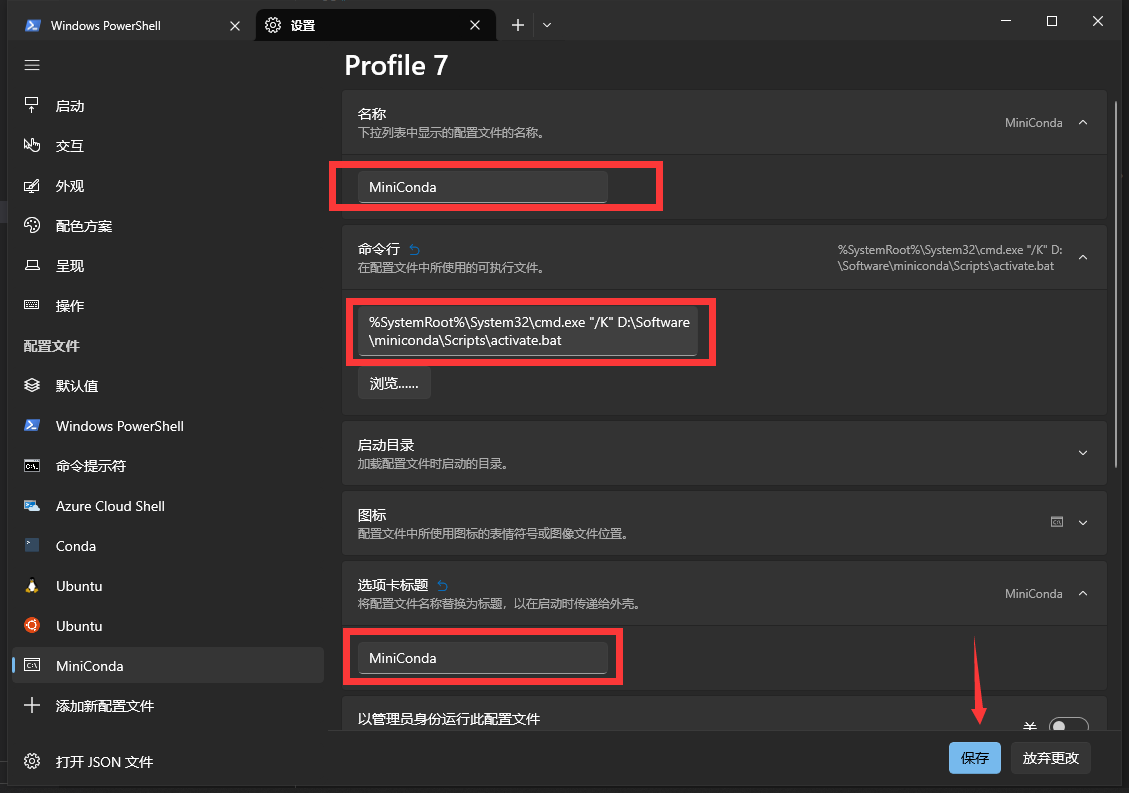 Windows PowerShell
设置
启动
交互
外观
配色方案
呈现
操作
配置文件
默认值
Windows PowerShell
命令提示符
Azure Cloud Shell
Conda
Ubuntu
Ubuntu
MiniConda
添加新配置文件
打开 JSON 文件
Profile 7
名称
下拉列表中显示的配置文件的名称。
MiniConda
MiniConda
命令行
在配置文件中所使用的可执行文件。
%SystemRoot%\System32\cmd.exe "/K" D:
\Software\miniconda\Scripts\activate.bat
%SystemRoot%\System32\cmd.exe "/K" D:\Software
\miniconda\Scripts\activate.bat
浏览......
启动目录
加载配置文件时启动的目录。
图标
配置文件中所使用图标的表情符号或图像文件位置。
选项卡标题
将配置文件名称替换为标题，以在启动时传递给外壳。
MiniConda
MiniConda
以管理员身份运行此配置文件
关
保存
放弃更改